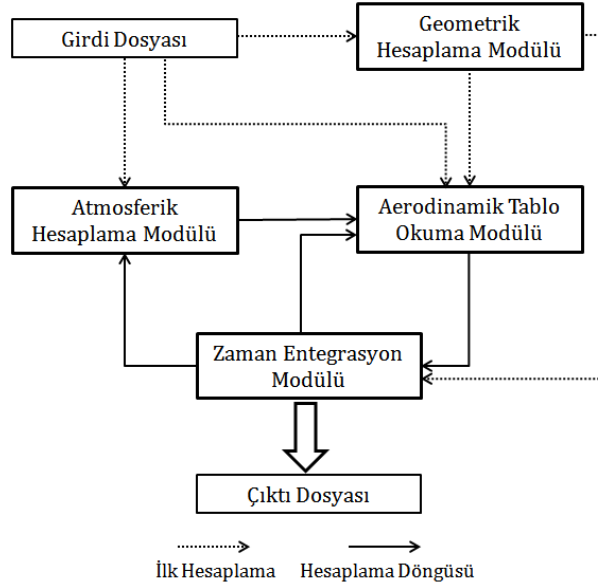 Girdi Dosyası
Geometrik
Hesaplama Modülü
Atmosferik
Hesaplama Modülü
Aerodinamik Tablo
Okuma Modülü
Zaman Entegrasyon
Modülü
Çıktı Dosyası
İlk Hesaplama
Hesaplama Döngüsü